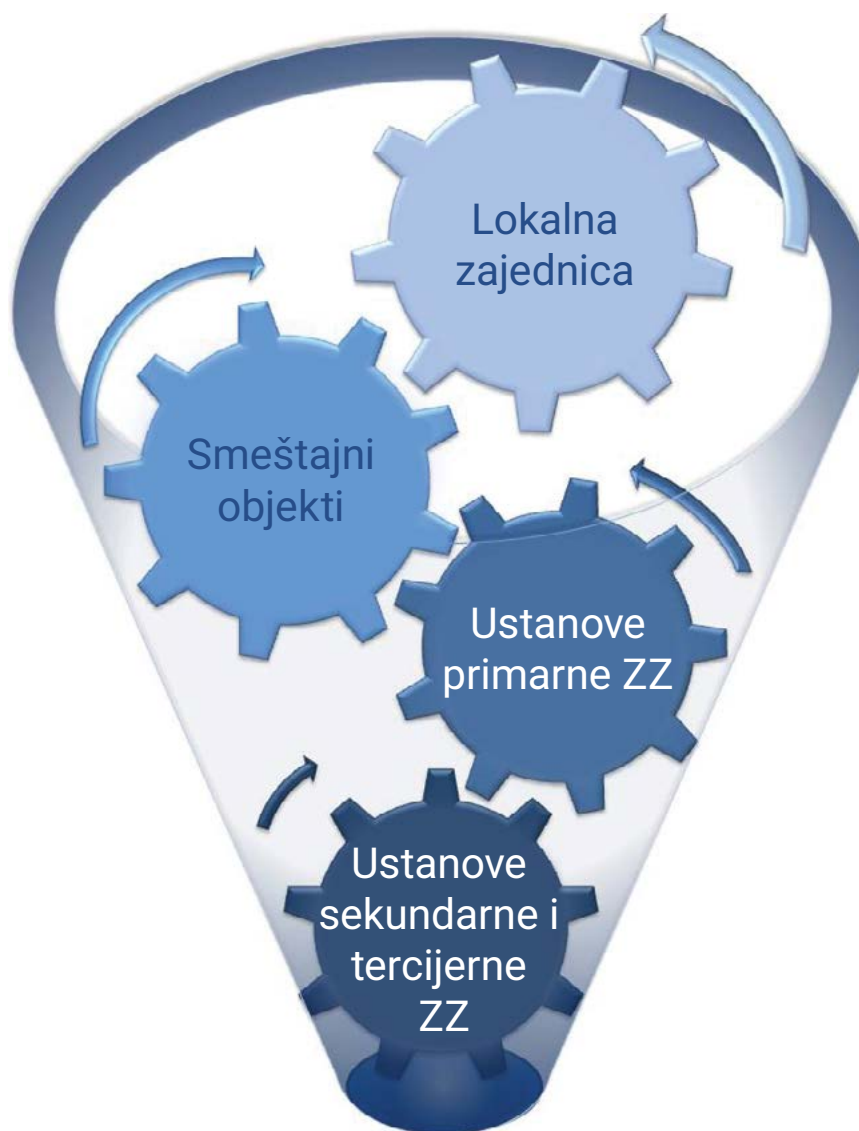 Lokalna
zajednica
Smeštajni
objekti
Ustanove
primarne ZZ
Ustanove
sekundarne i
tercijerne
ZZ